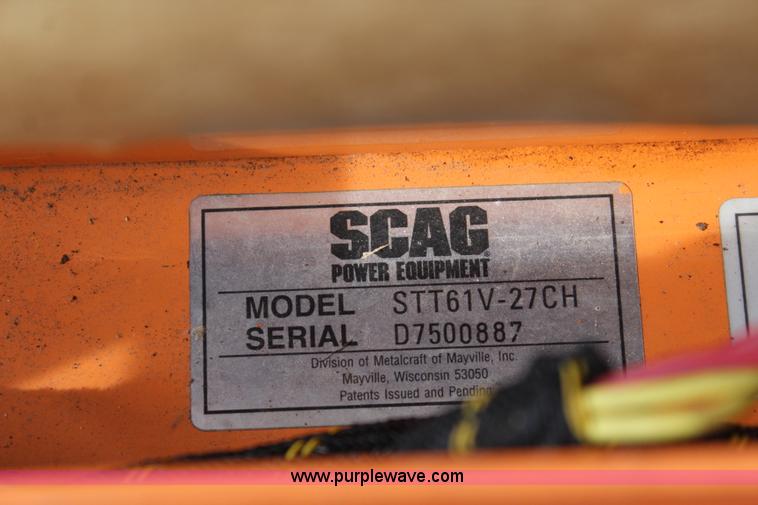 SCAG®
POWER EQUIPMENT
MODEL STT61V-27CH
SERIAL D7500887
Division of Metalcraft of Mayville, Inc.
Mayville, Wisconsin 53050
Patents Issued and Pending
www.purplewave.com